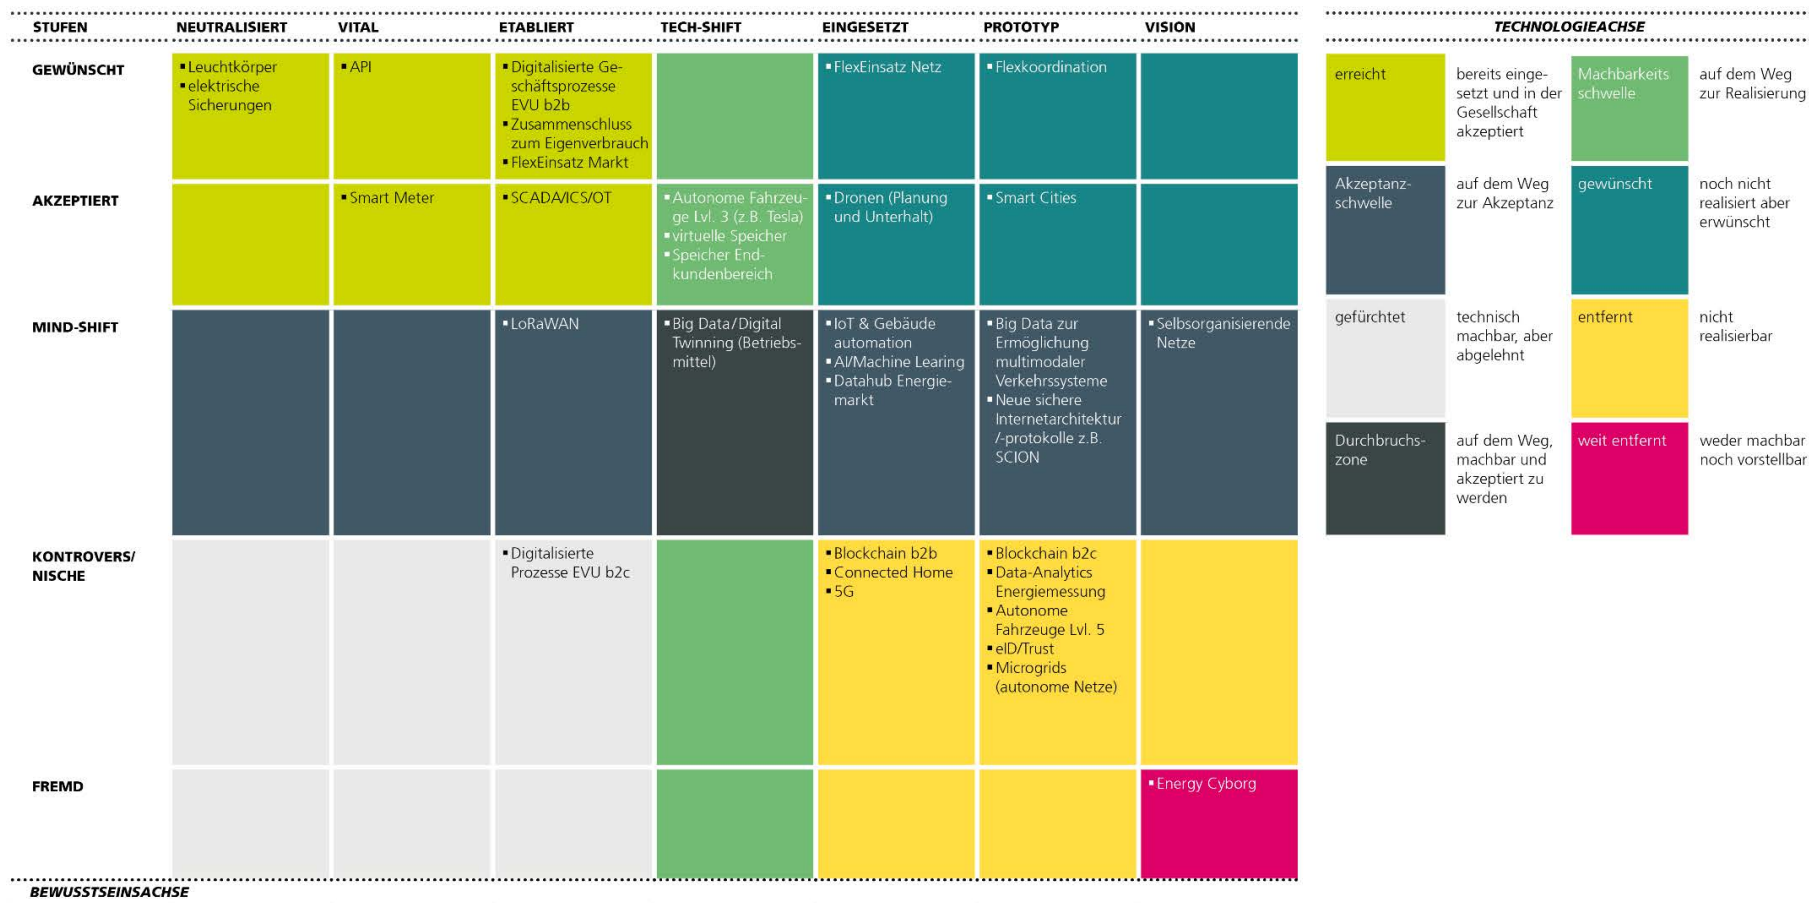 STUFEN NEUTRALISIERT VITAL ETABLIERT TECH-SHIFT EINGESETZT PROTOTYP VISION
GEWÜNSCHT
▪ Leuchtkörper
▪ elektrische
Sicherungen
▪ API
▪ Digitalisierte Ge-
schäftsprozesse
EVU b2b
▪ Zusammenschluss
zum Eigenverbrauch
▪ FlexEinsatz Markt
▪ FlexEinsatz Netz
▪ Flexkoordination
AKZEPTIERT
▪ Smart Meter
▪ SCADA/ICS/OT
▪ Autonome Fahrzeu-
ge Lvl. 3 (z.B. Tesla)
▪ virtuelle Speicher
▪ Speicher End-
kundenbereich
▪ Dronen (Planung
und Unterhalt)
▪ Smart Cities
MIND-SHIFT
▪ LoRaWAN
▪ Big Data/Digital
Twinning (Betriebs-
mittel)
▪ IoT & Gebäude
automation
▪ AI/Machine Learing
▪ Datahub Energie-
markt
▪ Big Data zur
Ermöglichung
multimodaler
Verkehrssysteme
▪ Neue sichere
Internetarchitektur
/-protokolle z.B.
SCION
▪ Selbsorganisierende
Netze
KONTROVERS/
NISCHE
▪ Digitalisierte
Prozesse EVU b2c
▪ Blockchain b2b
▪ Connected Home
▪ 5G
▪ Blockchain b2c
▪ Data-Analytics
Energiemessung
▪ Autonome
Fahrzeuge Lvl. 5
▪ eID/Trust
▪ Microgrids
(autonome Netze)
FREMD
▪ Energy Cyborg
BEWUSSTSEINSACHSE
TECHNOLOGIEACHSE
erreicht
bereits einge-
setzt und in der
Gesellschaft
akzeptiert
Machbarkeits
schwelle
auf dem Weg
zur Realisierung
Akzeptanz-
schwelle
auf dem Weg
zur Akzeptanz
gewünscht
noch nicht
realisiert aber
erwünscht
gefürchtet
technisch
machbar, aber
abgelehnt
entfernt
nicht
realisierbar
Durchbruchs-
zone
auf dem Weg,
machbar und
akzeptiert zu
werden
weit entfernt
weder machbar
noch vorstellbar